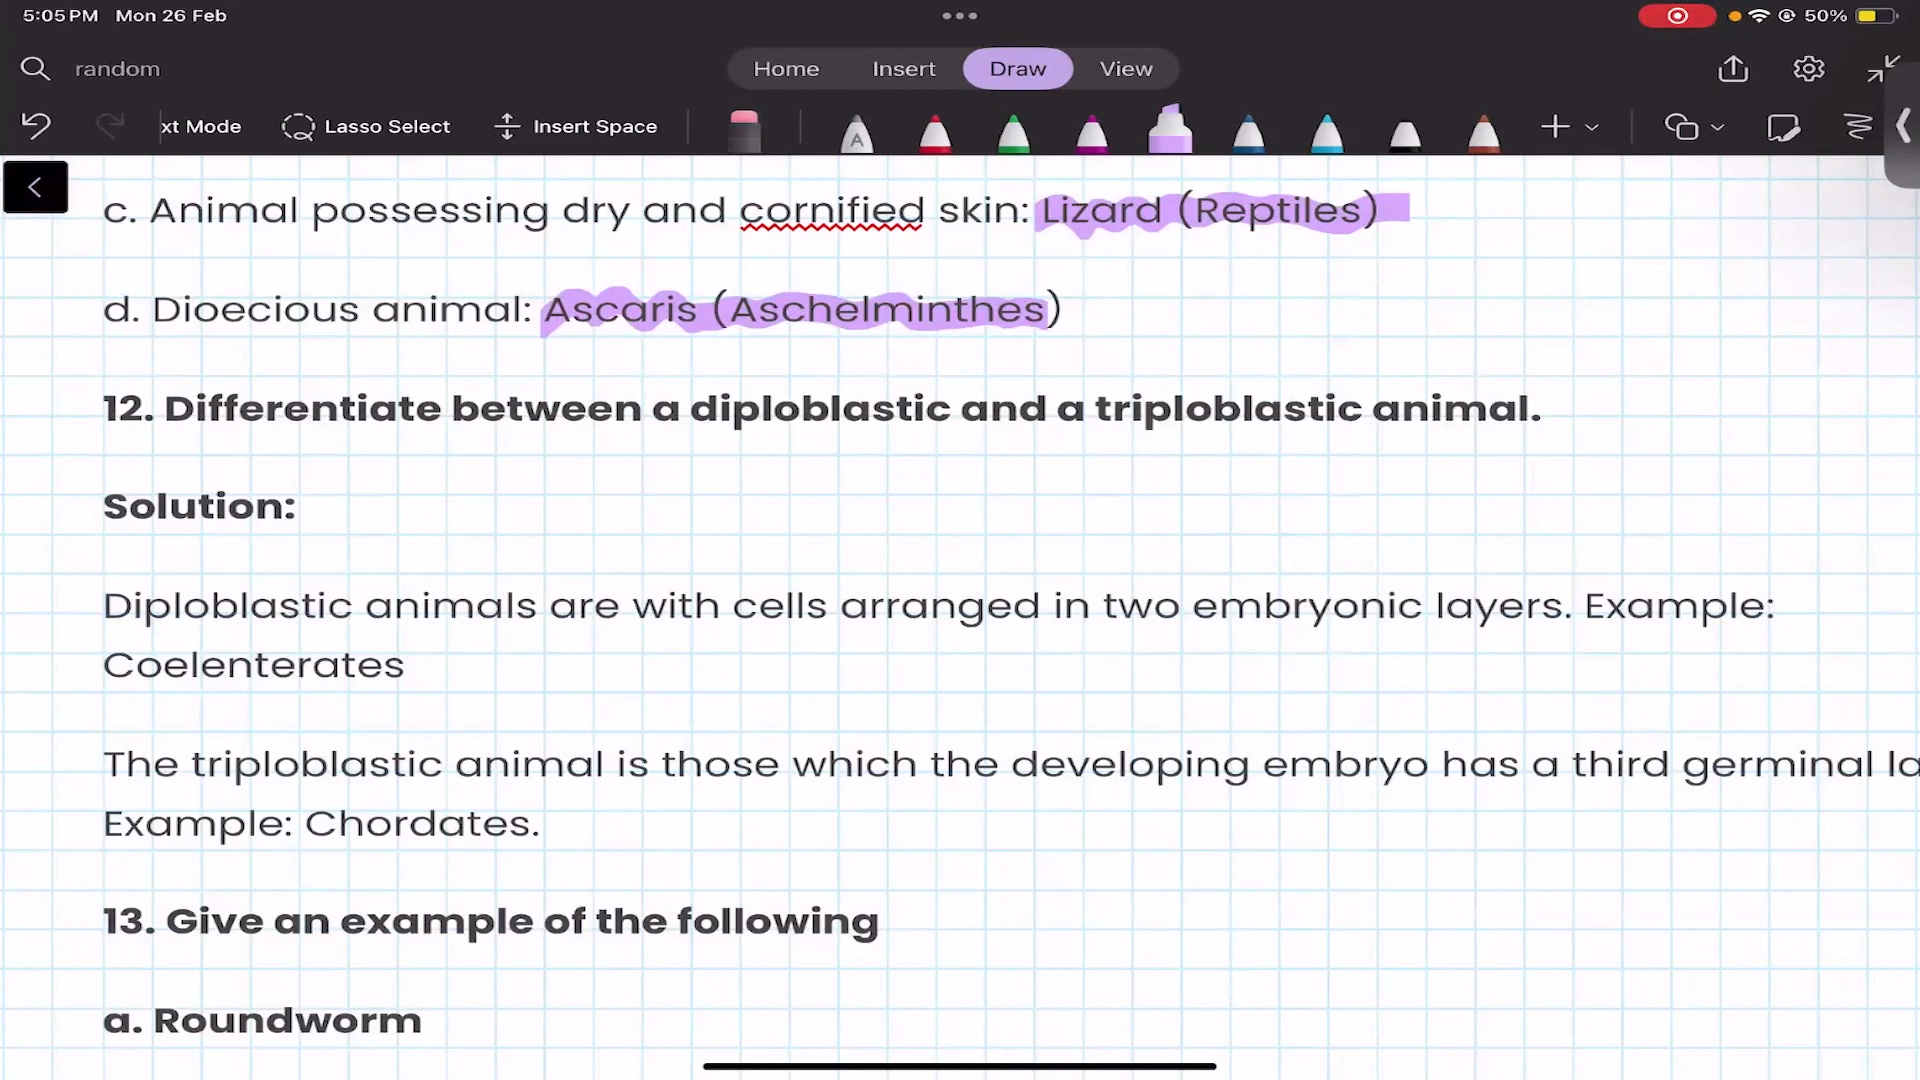 5:05 PM Mon 26 Feb
50%
random
Home Insert Draw View
xt Mode Lasso Select Insert Space
A
c. Animal possessing dry and cornified skin: Lizard (Reptiles)
d. Dioecious animal: Ascaris (Aschelminthes)
12. Differentiate between a diploblastic and a triploblastic animal.
Solution:
Diploblastic animals are with cells arranged in two embryonic layers. Example:
Coelenterates
The triploblastic animal is those which the developing embryo has a third germinal la
Example: Chordates.
13. Give an example of the following
a. Roundworm